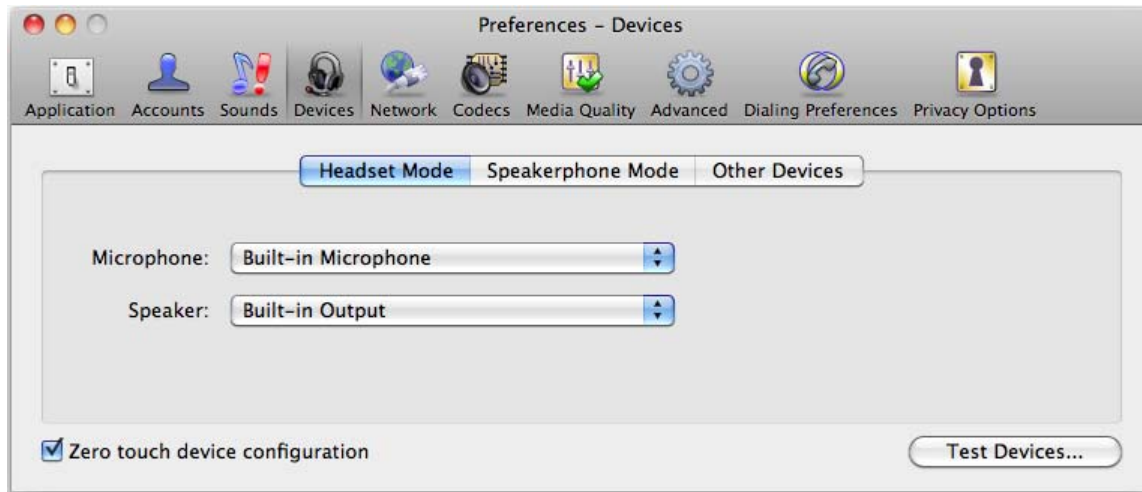 Preferences – Devices
Application Accounts Sounds Devices Network Codecs Media Quality Advanced Dialing Preferences Privacy Options
Headset Mode Speakerphone Mode Other Devices
Microphone: Built-in Microphone
Speaker: Built-in Output
Zero touch device configuration Test Devices...